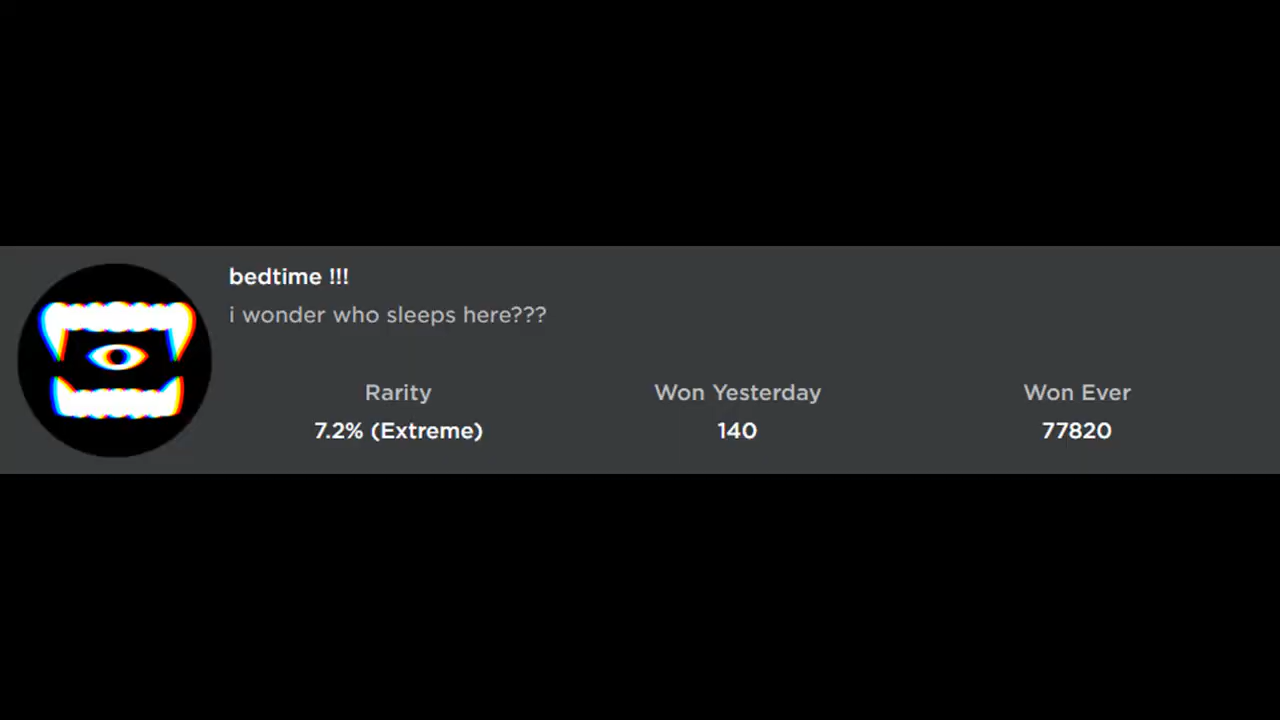 bedtime !!!
i wonder who sleeps here???
Rarity Won Yesterday Won Ever
7.2% (Extreme) 140 77820